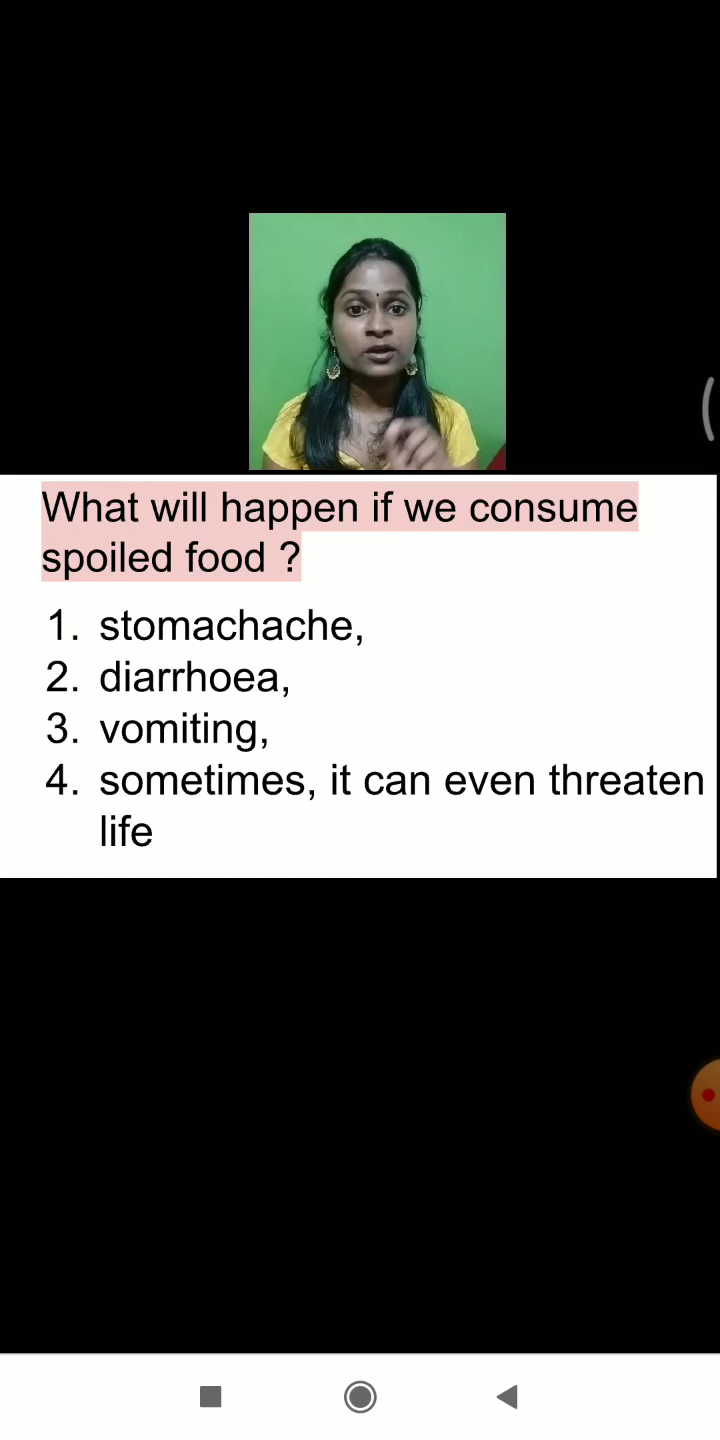 What will happen if we consume
spoiled food ?
1. stomachache,
2. diarrhoea,
3. vomiting,
4. sometimes, it can even threaten
life